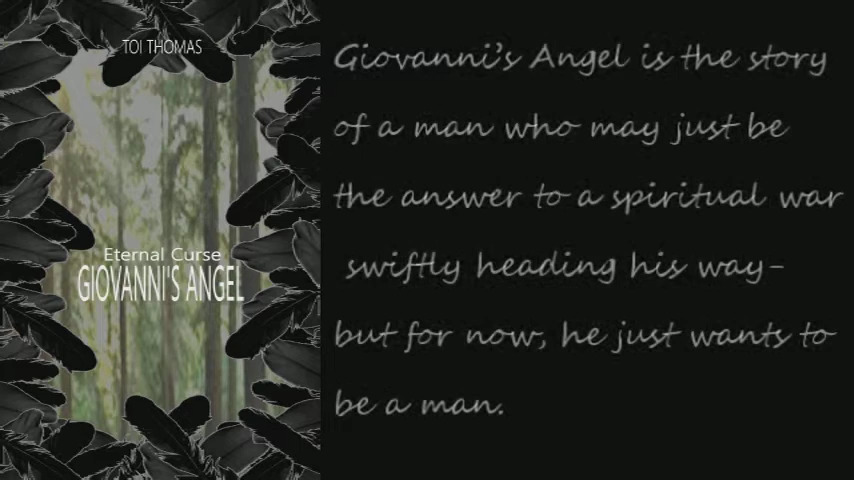 TOI THOMAS
Eternal Curse
GIOVANNI'S ANGEL
Giovanni's Angel is the story
of a man who may just be
the answer to a spiritual war
swiftly heading his way-
but for now, he just wants to
be a man.